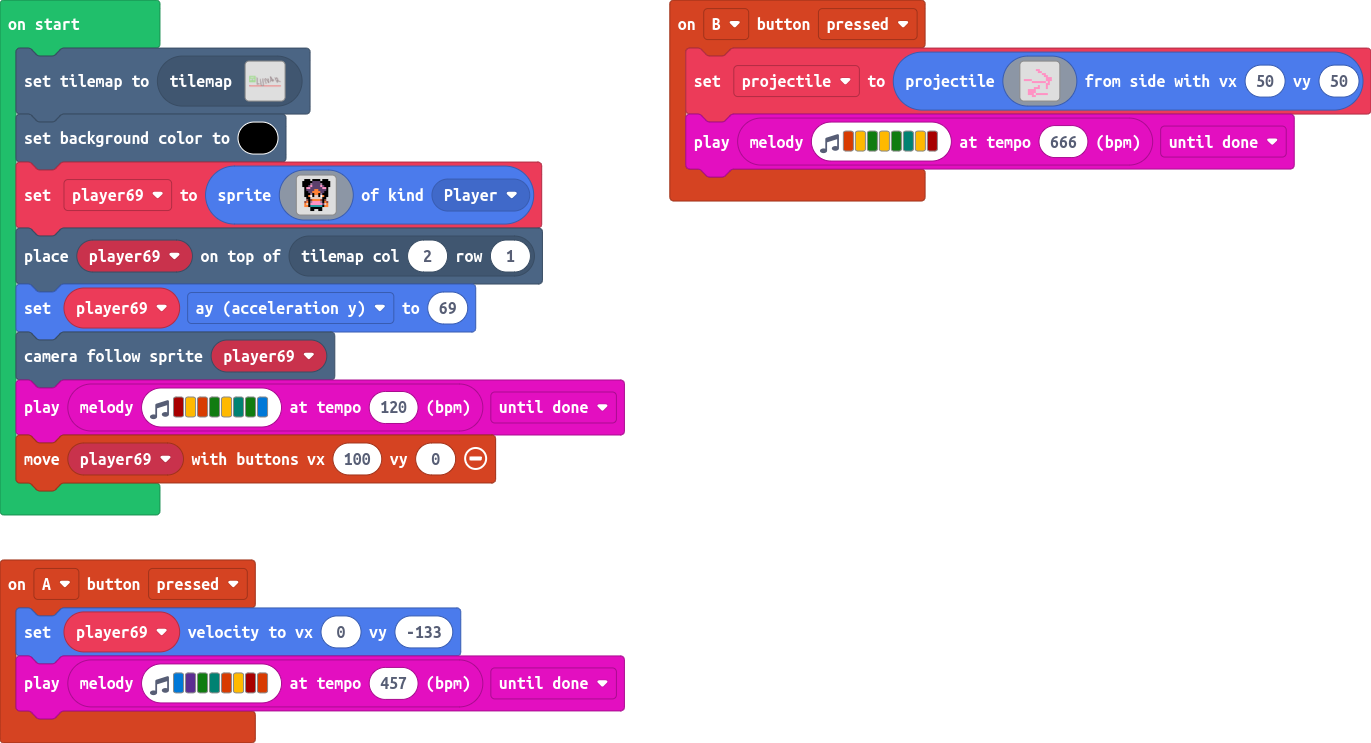 on start
set tilemap to tilemap
set background color to
set player69 to sprite of kind Player
place player69 on top of tilemap col 2 row 1
set player69 ay (acceleration y) to 69
camera follow sprite player69
play melody at tempo 120 (bpm) until done
move player69 with buttons vx 100 vy 0
on A button pressed
set player69 velocity to vx 0 vy -133
play melody at tempo 457 (bpm) until done
on B button pressed
set projectile to projectile from side with vx 50 vy 50
play melody at tempo 666 (bpm) until done